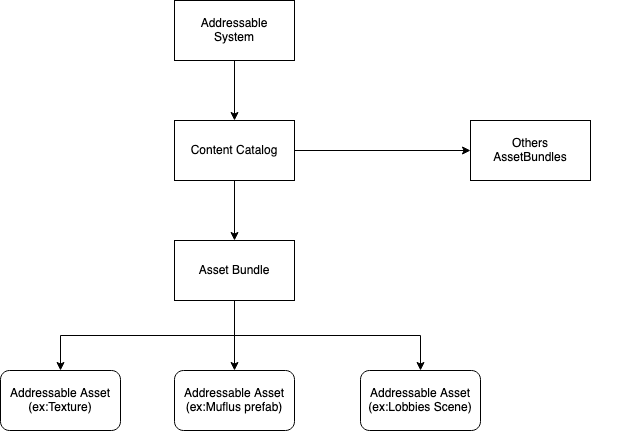 Addressable
System
Content Catalog
Others
AssetBundles
Asset Bundle
Addressable Asset
(ex:Texture)
Addressable Asset
(ex:Muflus prefab)
Addressable Asset
(ex:Lobbies Scene)